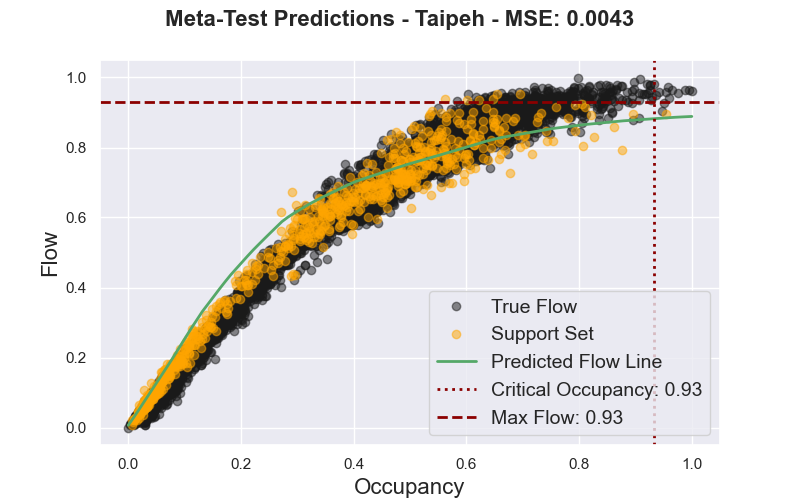 Meta-Test Predictions - Taipeh - MSE: 0.0043
1.0
0.8
0.6
0.4
0.2
0.0
Flow
True Flow
Support Set
Predicted Flow Line
Critical Occupancy: 0.93
Max Flow: 0.93
0.0 0.2 0.4 0.6 0.8 1.0
Occupancy